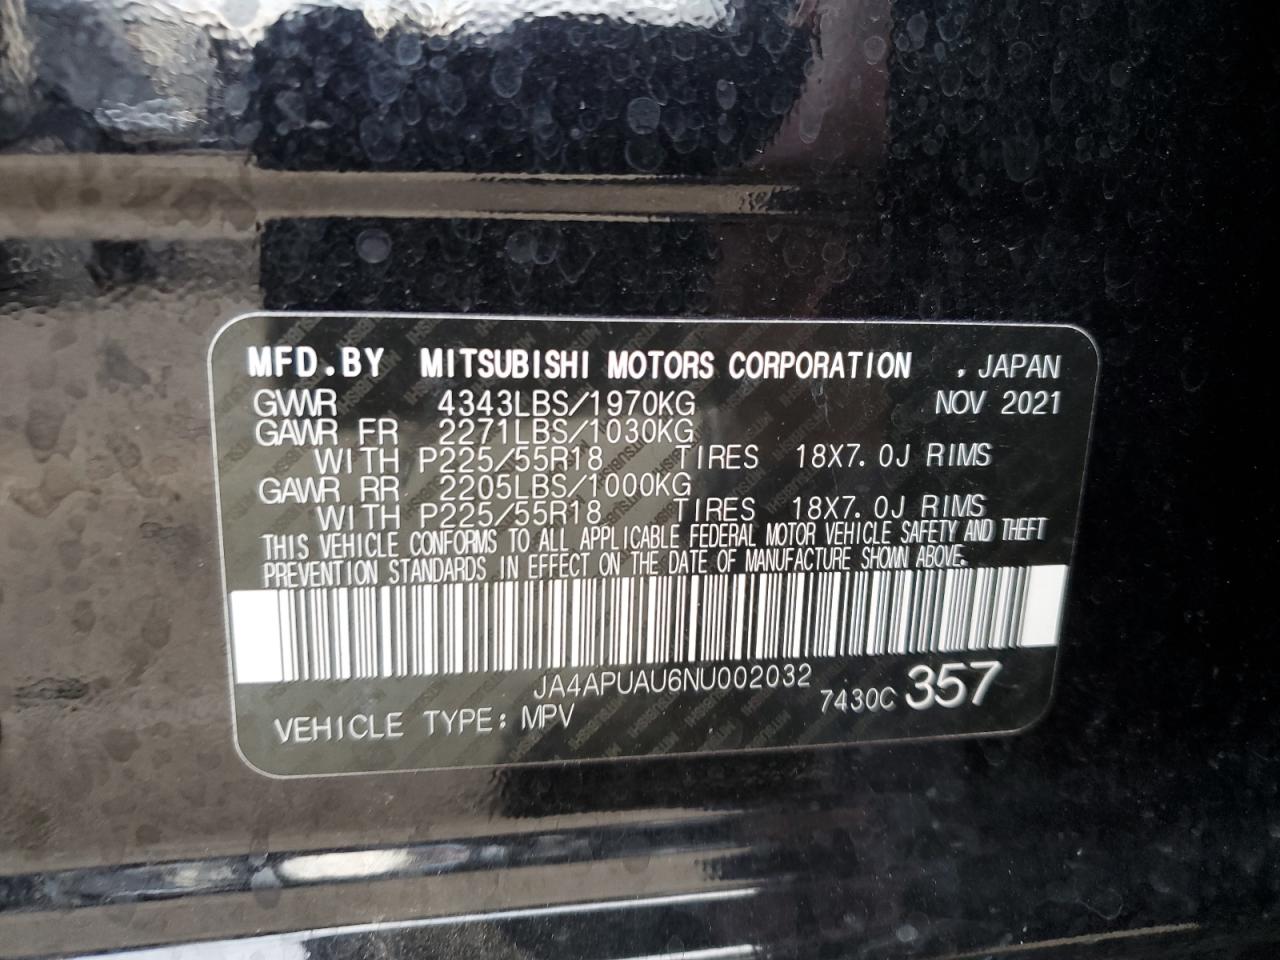 MFD.BY MITSUBISHI MOTORS CORPORATION , JAPAN
GWWR 4343LBS/1970KG NOV 2021
GAWR FR 2271LBS/1030KG
WITH P225/55R18 TIRES 18X7.0J RIMS
GAWR RR 2205LBS/1000KG
WITH P225/55R18 TIRES 18X7.0J RIMS
THIS VEHICLE CONFORMS TO ALL APPLICABLE FEDERAL MOTOR VEHICLE SAFETY AND THEFT
PREVENTION STANDARDS IN EFFECT ON THE DATE OF MANUFACTURE SHOWN ABOVE.
JA4APUAU6NU002032
7430C 357
VEHICLE TYPE: MPV